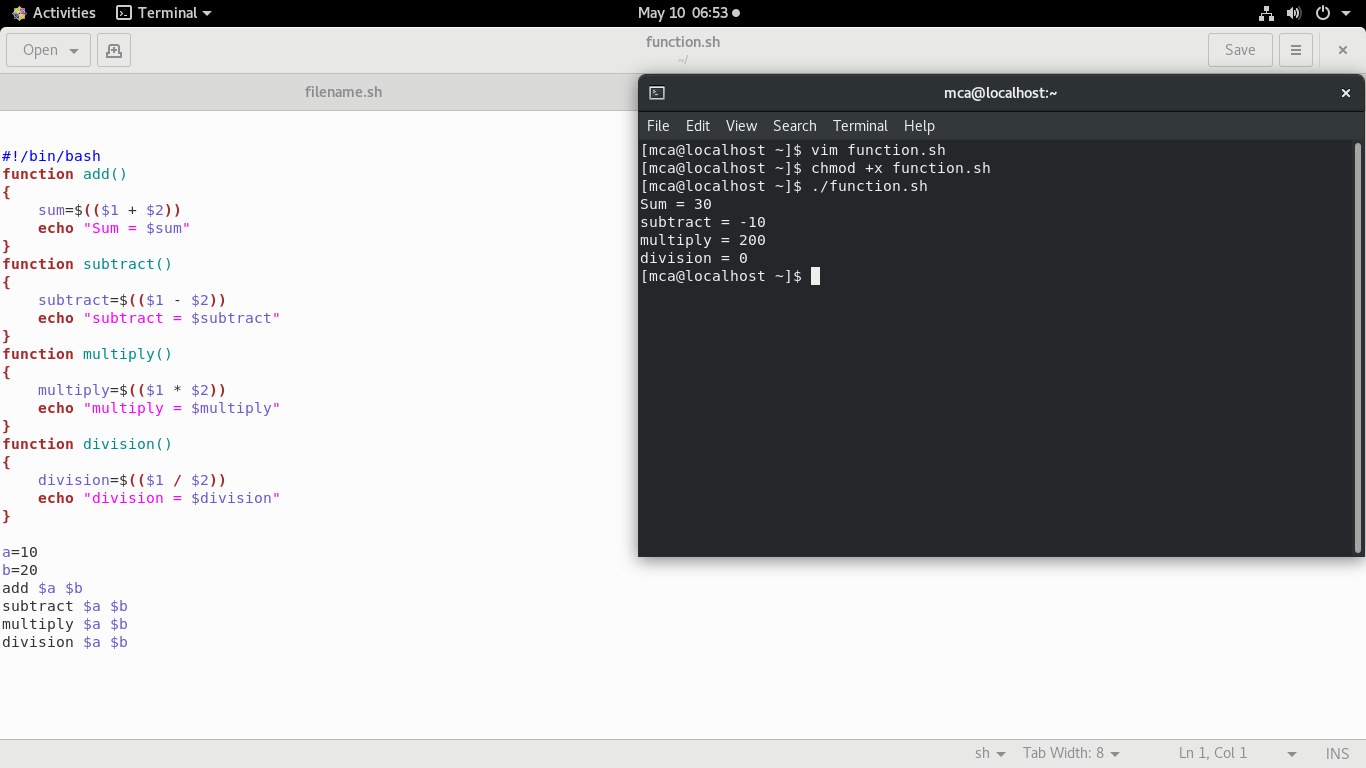 Activities Terminal May 10 06:53
Open function.sh Save
~/
filename.sh
#!/bin/bash
function add()
{
    sum=$(($1 + $2))
    echo "Sum = $sum"
}
function subtract()
{
    subtract=$(($1 - $2))
    echo "subtract = $subtract"
}
function multiply()
{
    multiply=$(($1 * $2))
    echo "multiply = $multiply"
}
function division()
{
    division=$(($1 / $2))
    echo "division = $division"
}
a=10
b=20
add $a $b
subtract $a $b
multiply $a $b
division $a $b
mca@localhost:~
File Edit View Search Terminal Help
[mca@localhost ~]$ vim function.sh
[mca@localhost ~]$ chmod +x function.sh
[mca@localhost ~]$ ./function.sh
Sum = 30
subtract = -10
multiply = 200
division = 0
[mca@localhost ~]$
sh Tab Width: 8 Ln 1, Col 1 INS